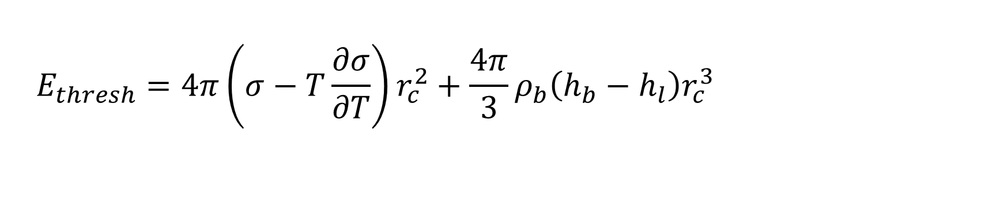 E_{thresh} = 4π(σ − T ∂σ/∂T) r_c^2 + 4π/3 ρ_b(h_b − h_l)r_c^3